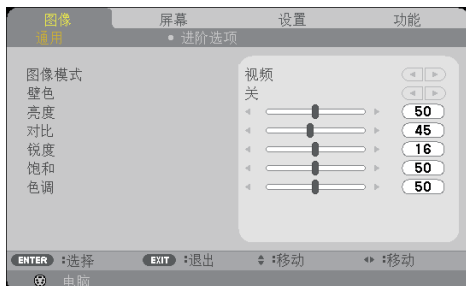 图像 屏幕 设置 功能
通用 • 进阶选项
图像模式 视频
壁色 关
亮度 50
对比 45
锐度 16
饱和 50
色调 50
ENTER :选择 EXIT :退出 :移动 :移动
电脑